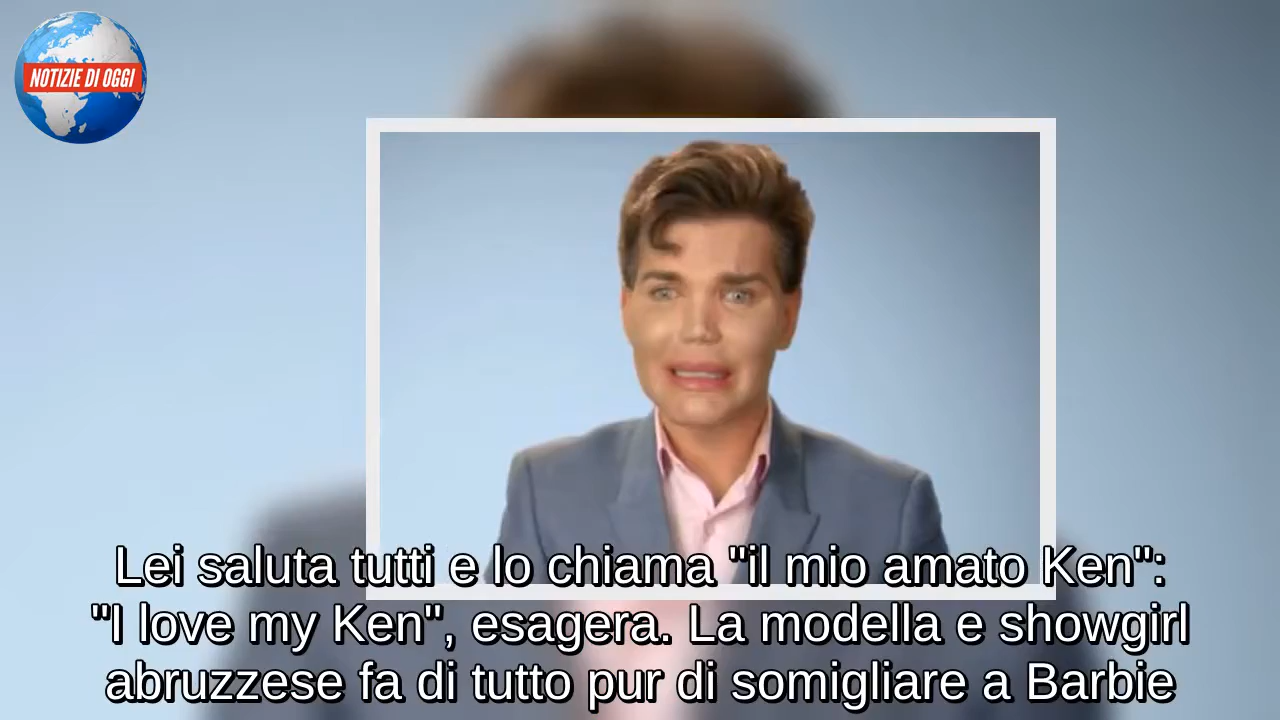 NOTIZIE DI OGGI
Lei saluta tutti e lo chiama "il mio amato Ken":
"I love my Ken", esagera. La modella e showgirl
abruzzese fa di tutto pur di somigliare a Barbie